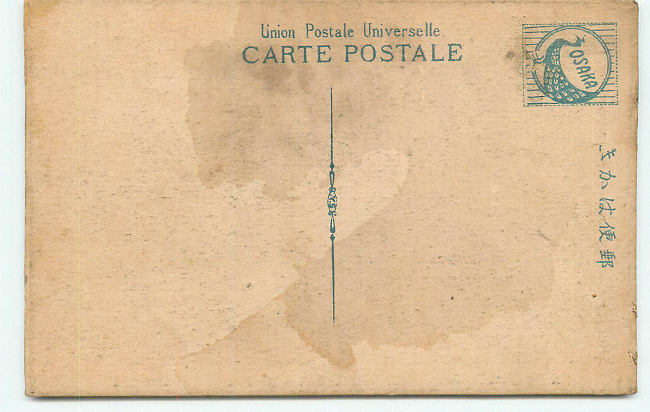 Union Postale Universelle
CARTE POSTALE
OSAKA
きかは便郵